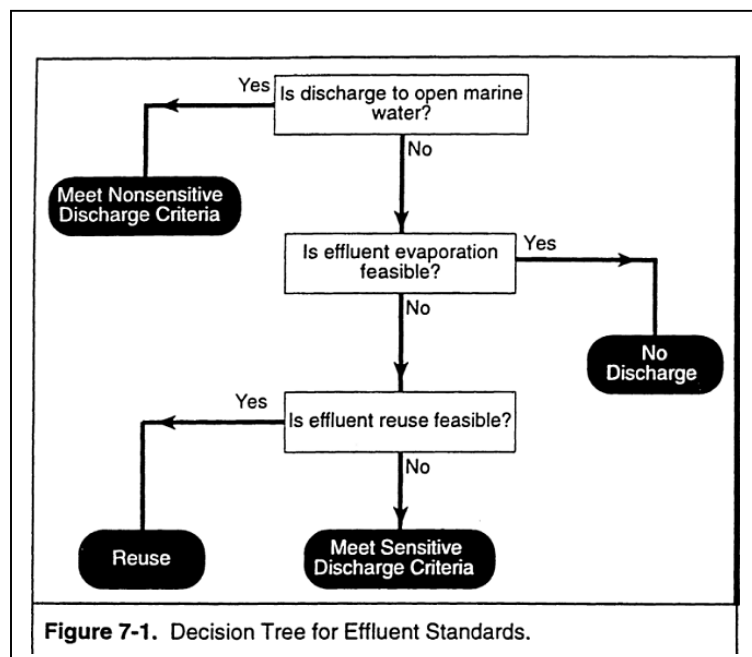 Yes
Is discharge to open marine
water?
No
Meet Nonsensitive
Discharge Criteria
Is effluent evaporation
feasible?
Yes
No
No
Discharge
Yes
Is effluent reuse feasible?
No
Reuse
Meet Sensitive
Discharge Criteria
Figure 7-1. Decision Tree for Effluent Standards.